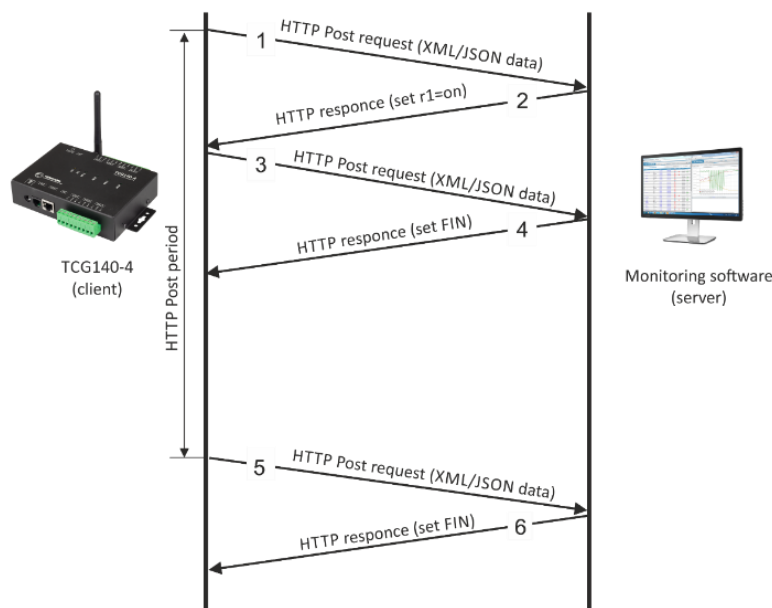 1
HTTP Post request (XML/JSON data)
HTTP responce (set r1=on)
2
3
HTTP Post request (XML/JSON data)
HTTP responce (set FIN)
4
TCG140-4
(client)
HTTP Post period
Monitoring software
(server)
5
HTTP Post request (XML/JSON data)
HTTP responce (set FIN)
6